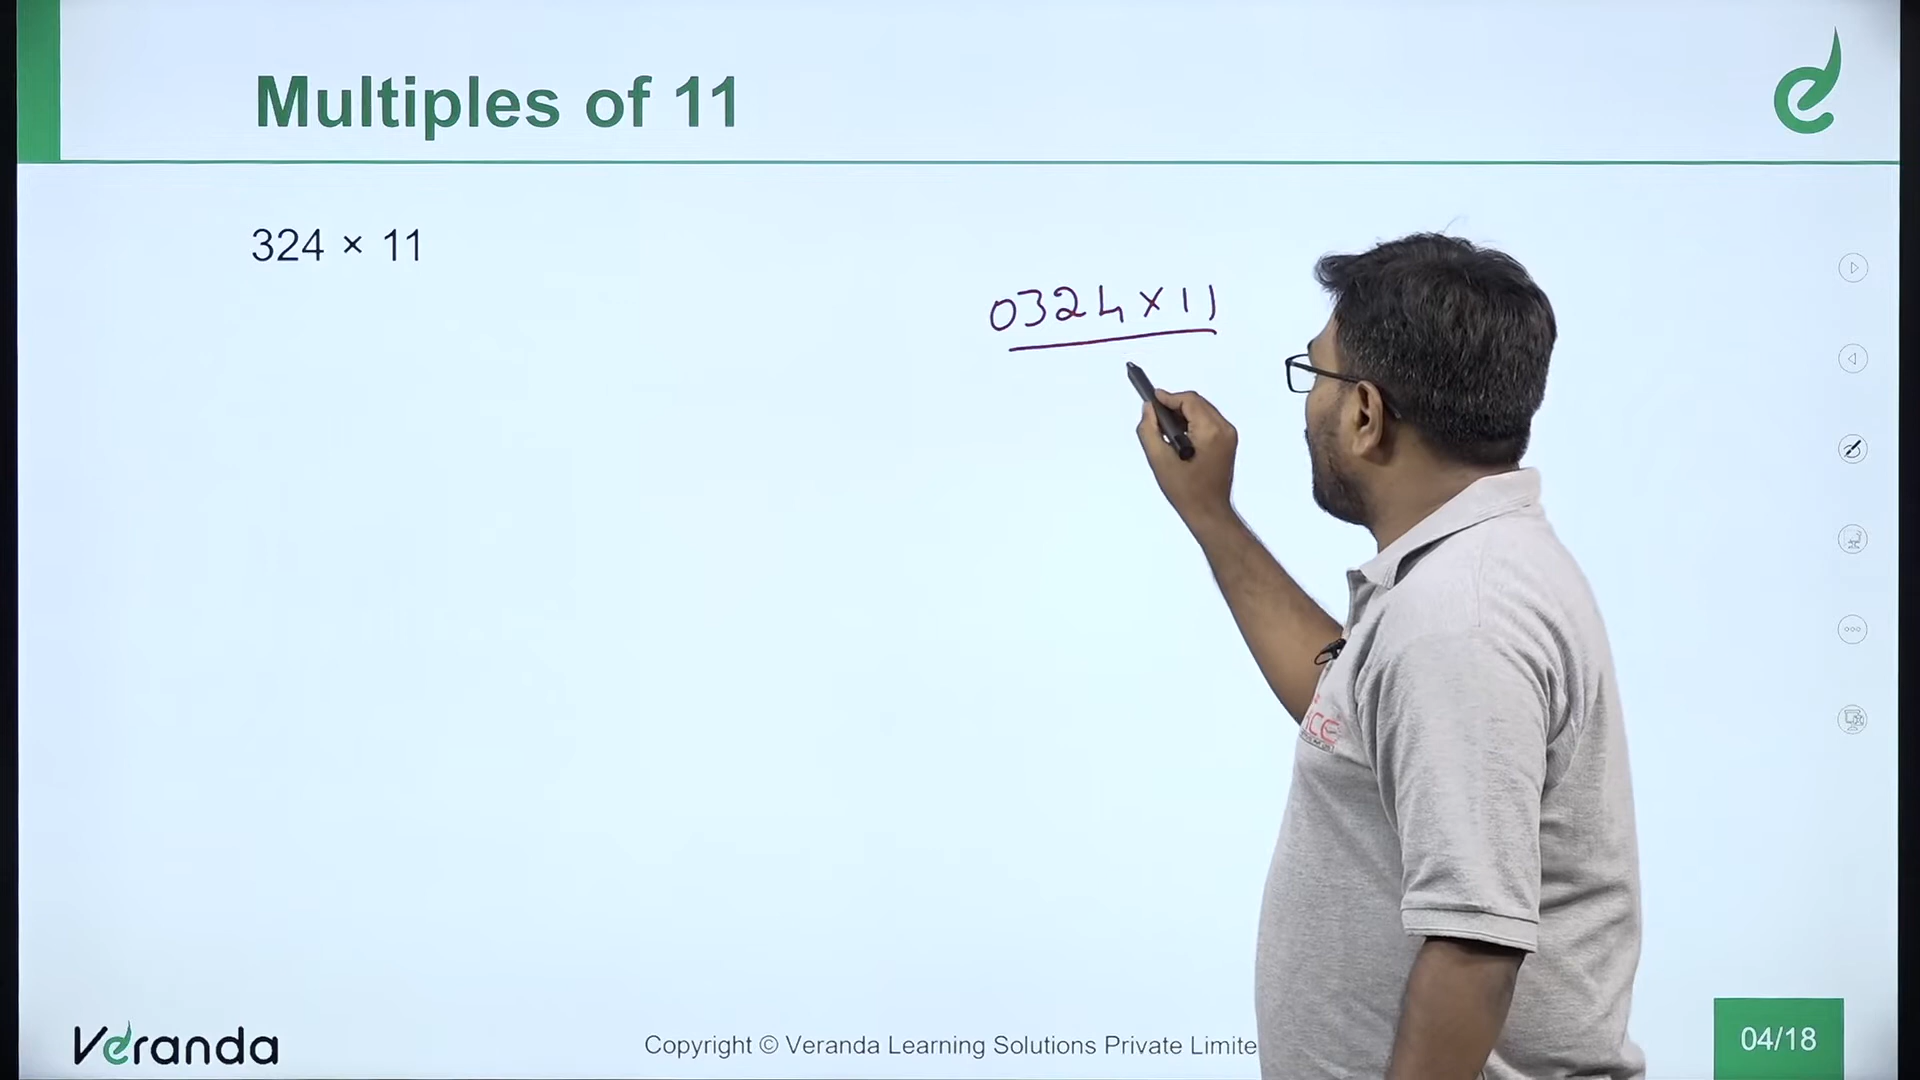 Multiples of 11
324 × 11
0324×11
Veranda
Copyright © Veranda Learning Solutions Private Limite
04/18